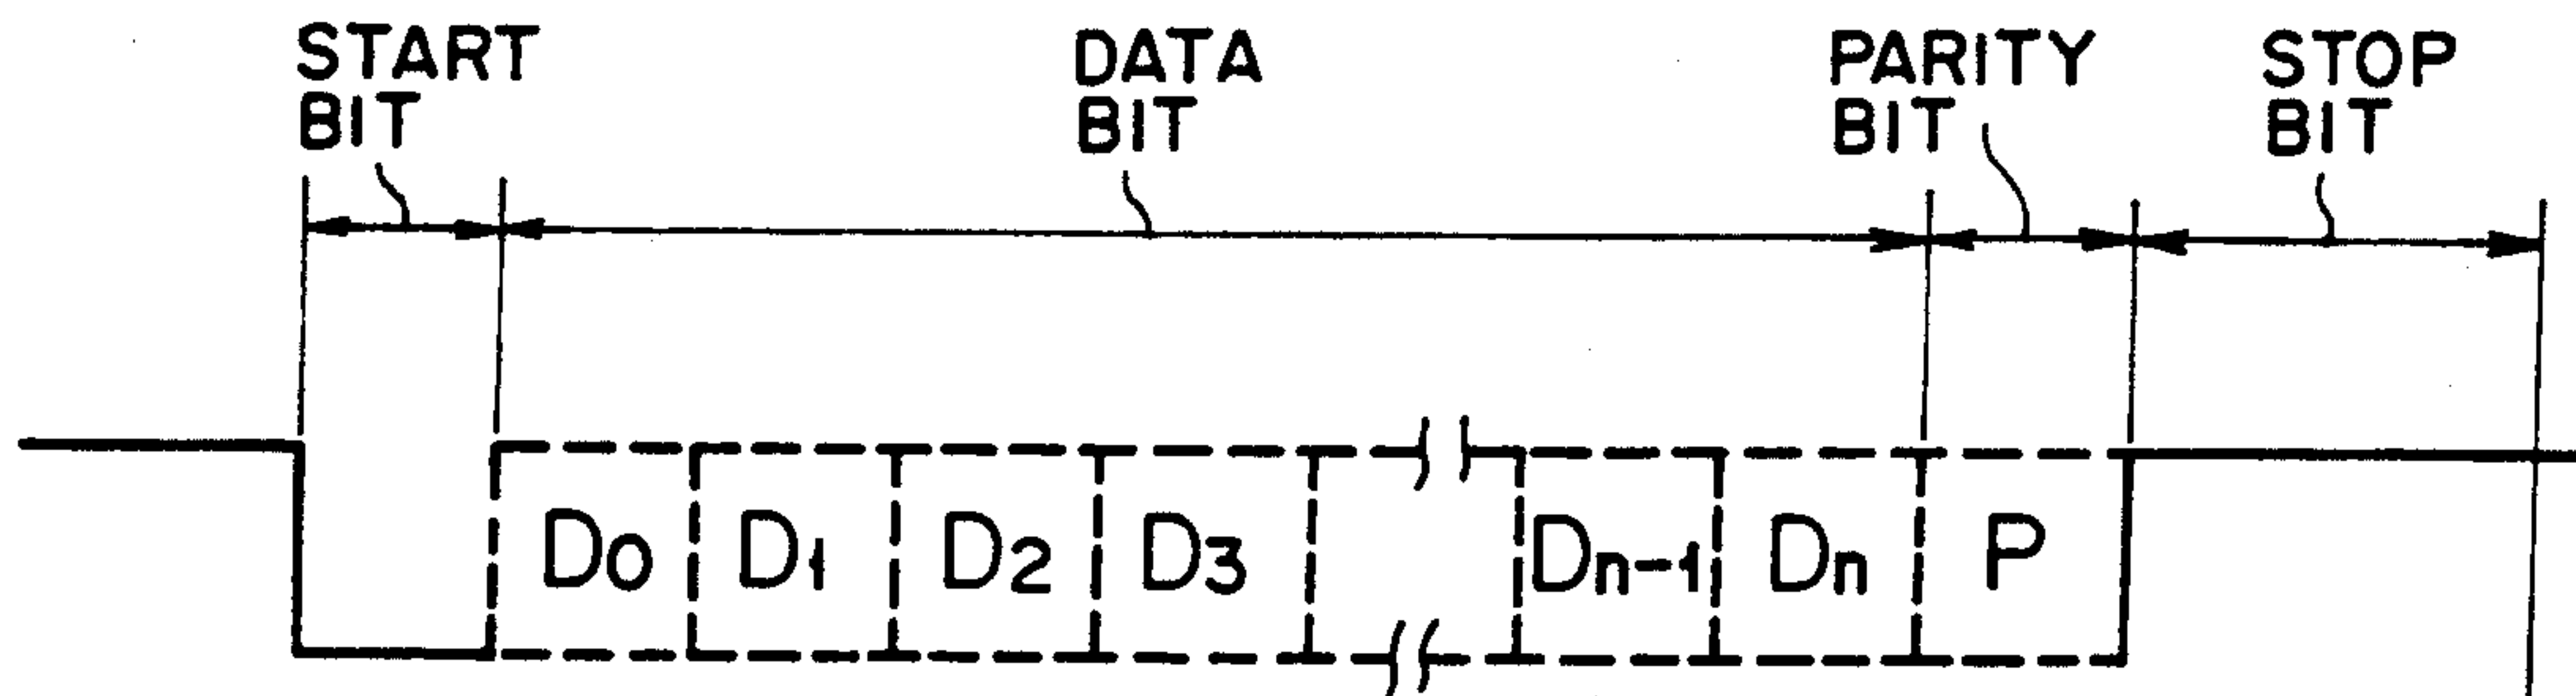 START
BIT
DATA
BIT
PARITY
BIT
STOP
BIT
D0 D1 D2 D3 Dn-1 Dn P